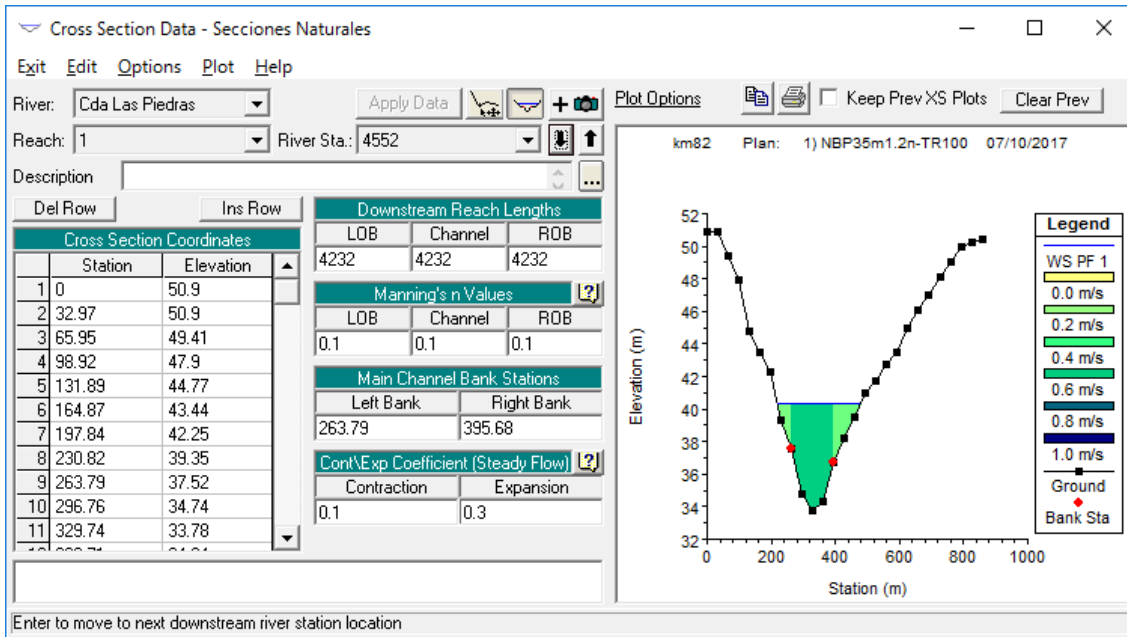 Cross Section Data - Secciones Naturales
Exit Edit Options Plot Help
River: Cda Las Piedras Apply Data
Reach: 1 River Sta.: 4552
Description ...
Del Row Ins Row
Cross Section Coordinates
Station Elevation
1 0 50.9
2 32.97 50.9
3 65.95 49.41
4 98.92 47.9
5 131.89 44.77
6 164.87 43.44
7 197.84 42.25
8 230.82 39.35
9 263.79 37.52
10 296.76 34.74
11 329.74 33.78
Downstream Reach Lengths
LOB Channel ROB
4232 4232 4232
Manning's n Values
LOB Channel ROB
0.1 0.1 0.1
Main Channel Bank Stations
Left Bank Right Bank
263.79 395.68
Cont\Exp Coefficient (Steady Flow)
Contraction Expansion
0.1 0.3
Plot Options Keep Prev XS Plots Clear Prev
km82 Plan: 1) NBP35m1.2n-TR100 07/10/2017
Elevation (m)
52
50
48
46
44
42
40
38
36
34
32
0 200 400 600 800 1000
Station (m)
Legend
WS PF 1
0.0 m/s
0.2 m/s
0.4 m/s
0.6 m/s
0.8 m/s
1.0 m/s
Ground
Bank Sta
Enter to move to next downstream river station location